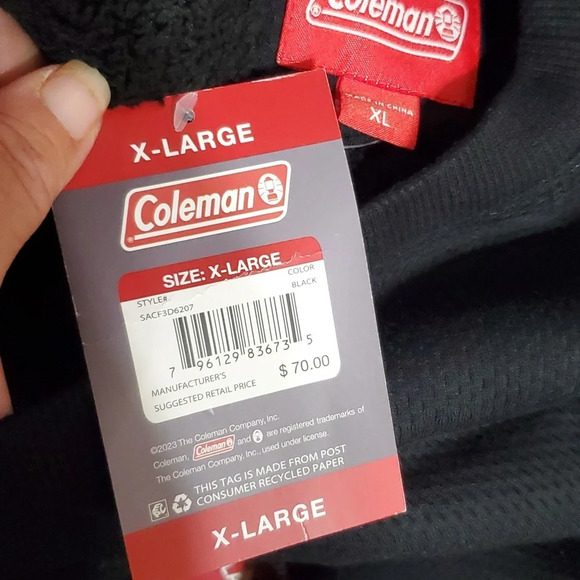 Coleman
MADE IN CHINA
XL
X-LARGE
Coleman
SIZE: X-LARGE
STYLE# COLOR
SACF3D6207 BLACK
7 96129 83673 5
MANUFACTURER'S
SUGGESTED RETAIL PRICE $70.00
©2023 The Coleman Company, Inc.
Coleman, Coleman and are registered trademarks of
The Coleman Company, Inc., used under license.
THIS TAG IS MADE FROM POST
CONSUMER RECYCLED PAPER
X-LARGE